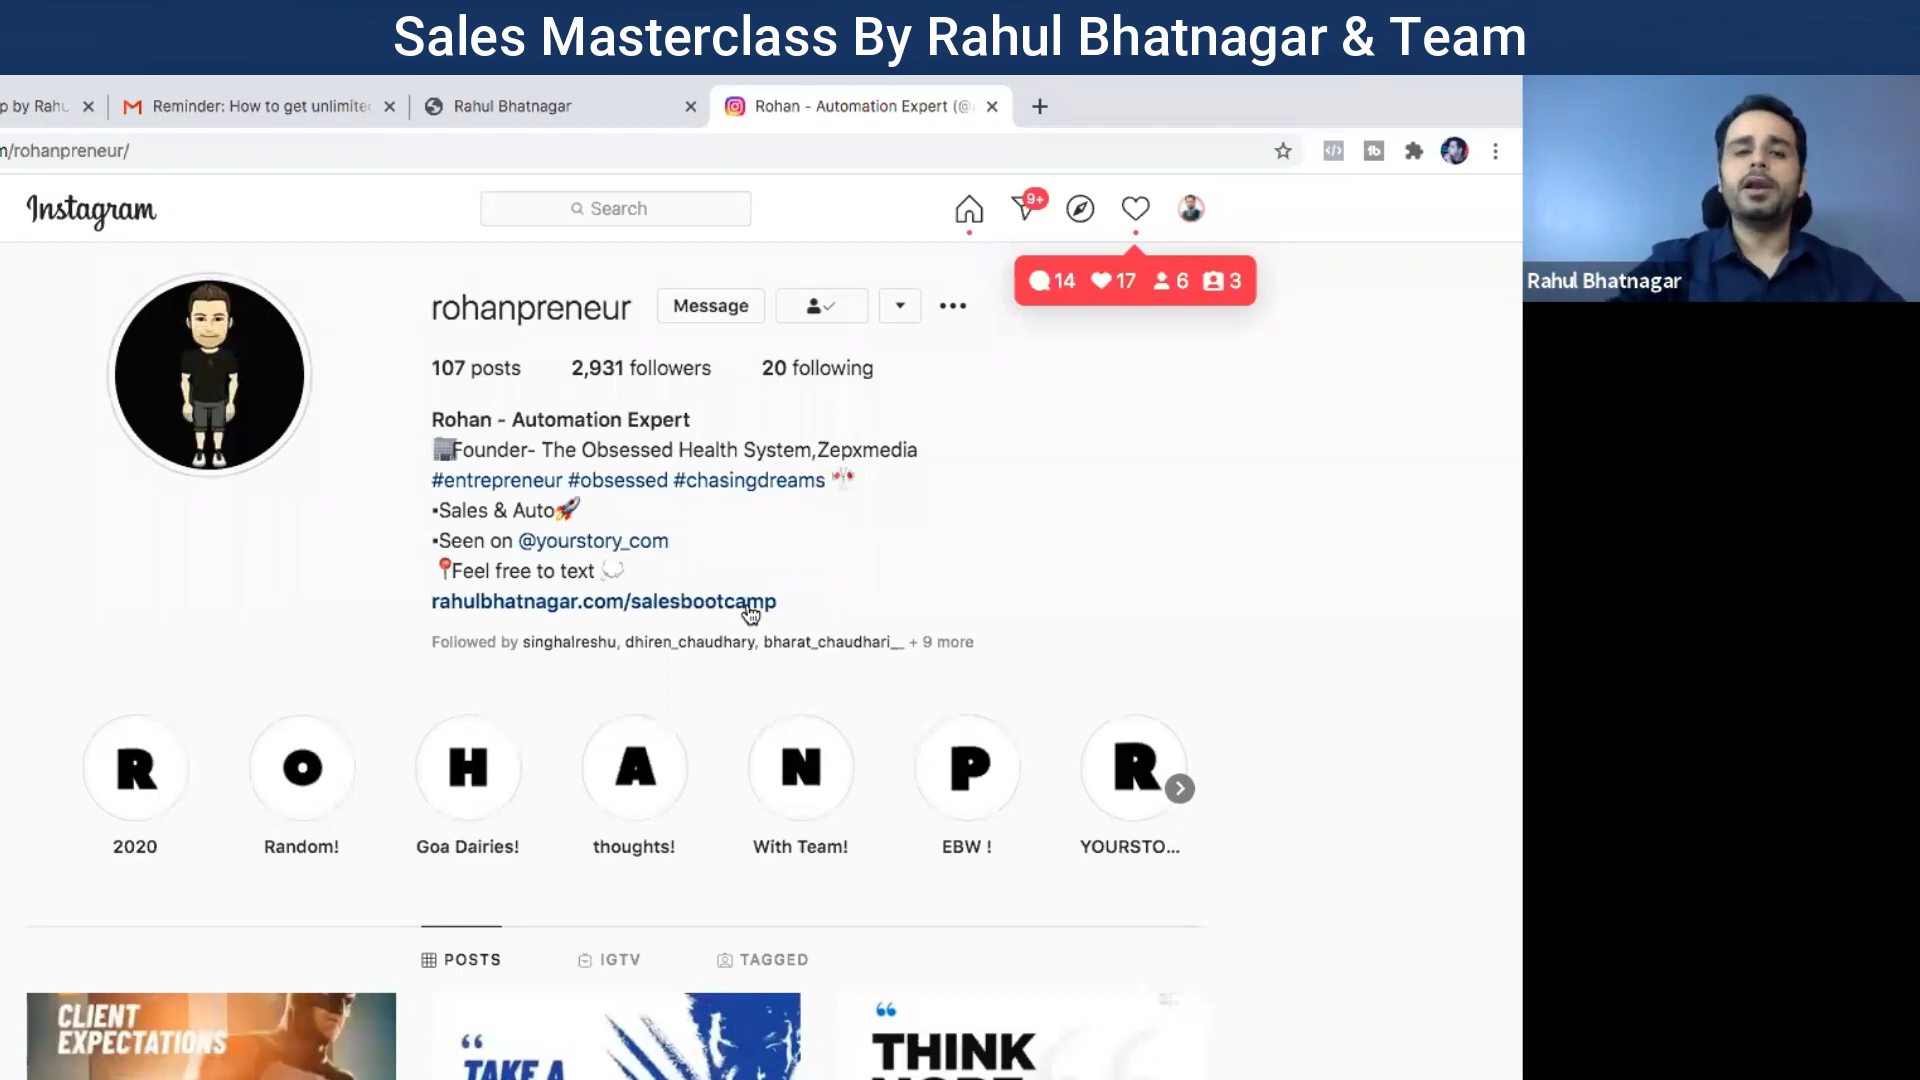 Sales Masterclass By Rahul Bhatnagar & Team
p by Rahu
Reminder: How to get unlimite
Rahul Bhatnagar
Rohan - Automation Expert (@
m/rohanpreneur/
Instagram
Search
9+
14 17 6 3
Rahul Bhatnagar
rohanpreneur
Message
107 posts 2,931 followers 20 following
Rohan - Automation Expert
Founder- The Obsessed Health System,Zepxmedia
#entrepreneur #obsessed #chasingdreams
▪Sales & Auto🚀
▪Seen on @yourstory_com
📍Feel free to text
rahulbhatnagar.com/salesbootcamp
Followed by singhalreshu, dhiren_chaudhary, bharat_chaudhari__ + 9 more
R O H A N P R
2020 Random! Goa Dairies! thoughts! With Team! EBW ! YOURSTO...
POSTS IGTV TAGGED
CLIENT
EXPECTATIONS
“ TAKE A
“ THINK
MORE